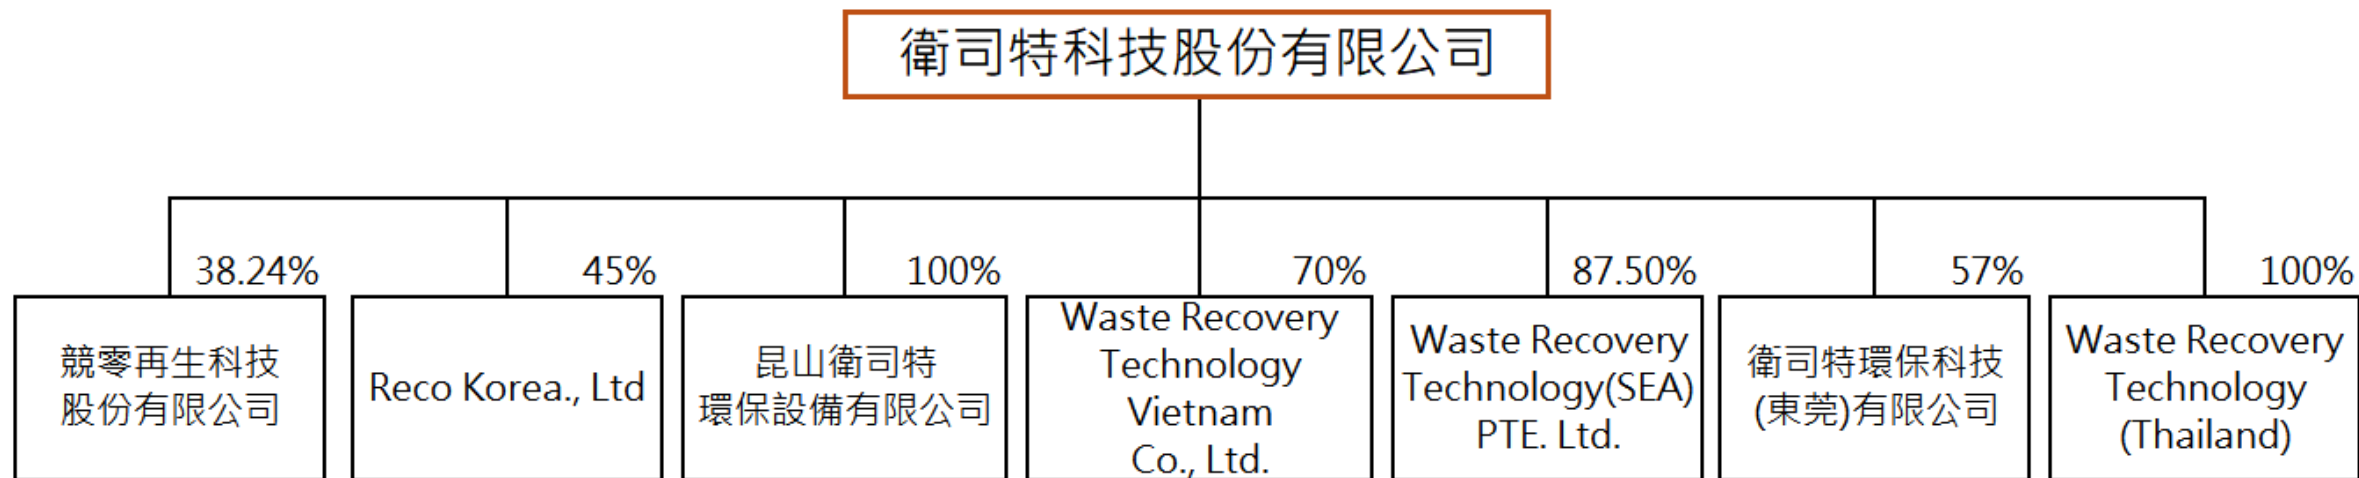 衛司特科技股份有限公司
38.24%
45%
100%
70%
87.50%
57%
100%
競零再生科技
股份有限公司
Reco Korea., Ltd
昆山衛司特
環保設備有限公司
Waste Recovery
Technology
Vietnam
Co., Ltd.
Waste Recovery
Technology(SEA)
PTE. Ltd.
衛司特環保科技
(東莞)有限公司
Waste Recovery
Technology
(Thailand)